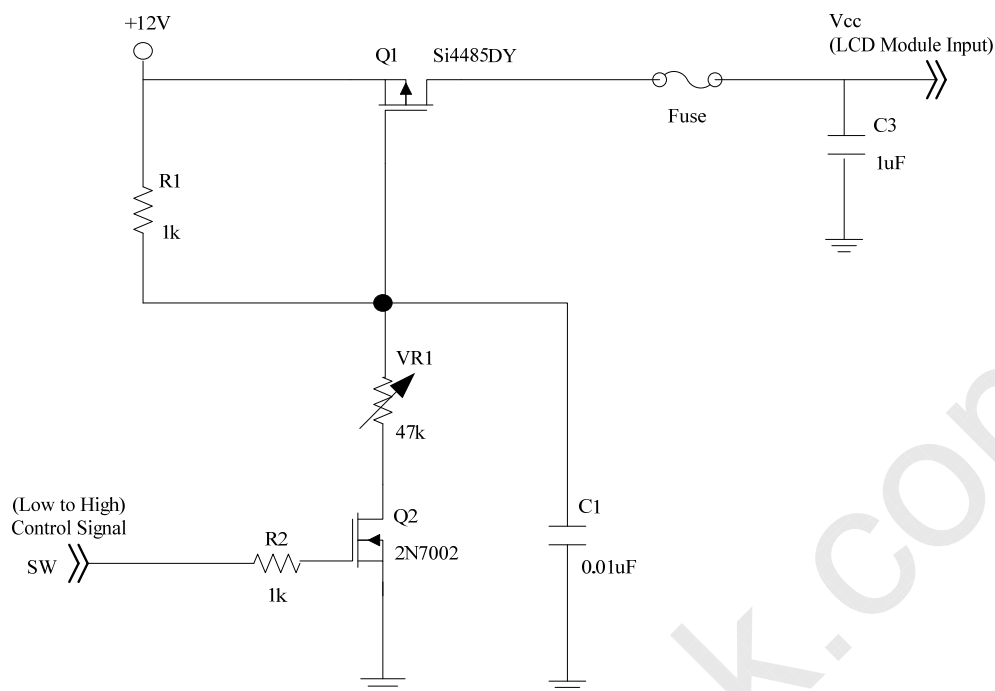 +12V
Q1
Si4485DY
Vcc
(LCD Module Input)
Fuse
C3
1uF
R1
1k
VR1
47k
(Low to High)
Control Signal
SW
R2
1k
Q2
2N7002
C1
0.01uF
k.com